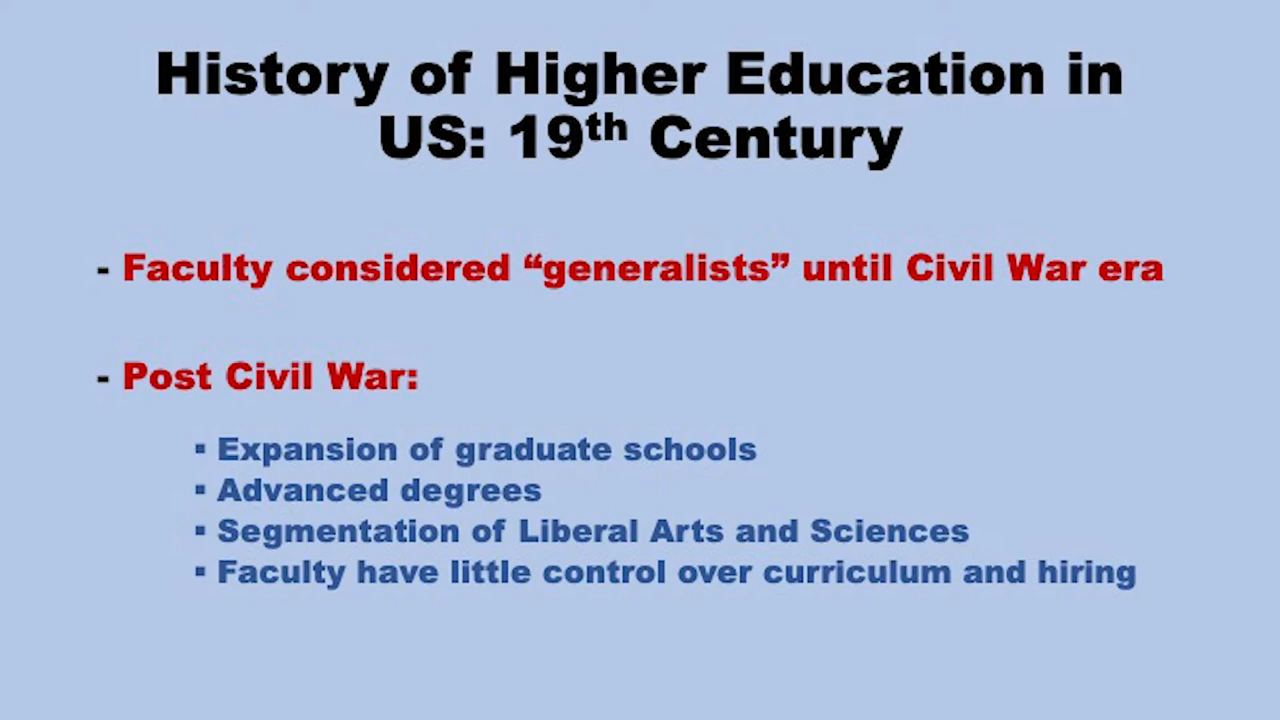 History of Higher Education in
US: 19th Century
- Faculty considered “generalists” until Civil War era
- Post Civil War:
▪ Expansion of graduate schools
▪ Advanced degrees
▪ Segmentation of Liberal Arts and Sciences
▪ Faculty have little control over curriculum and hiring